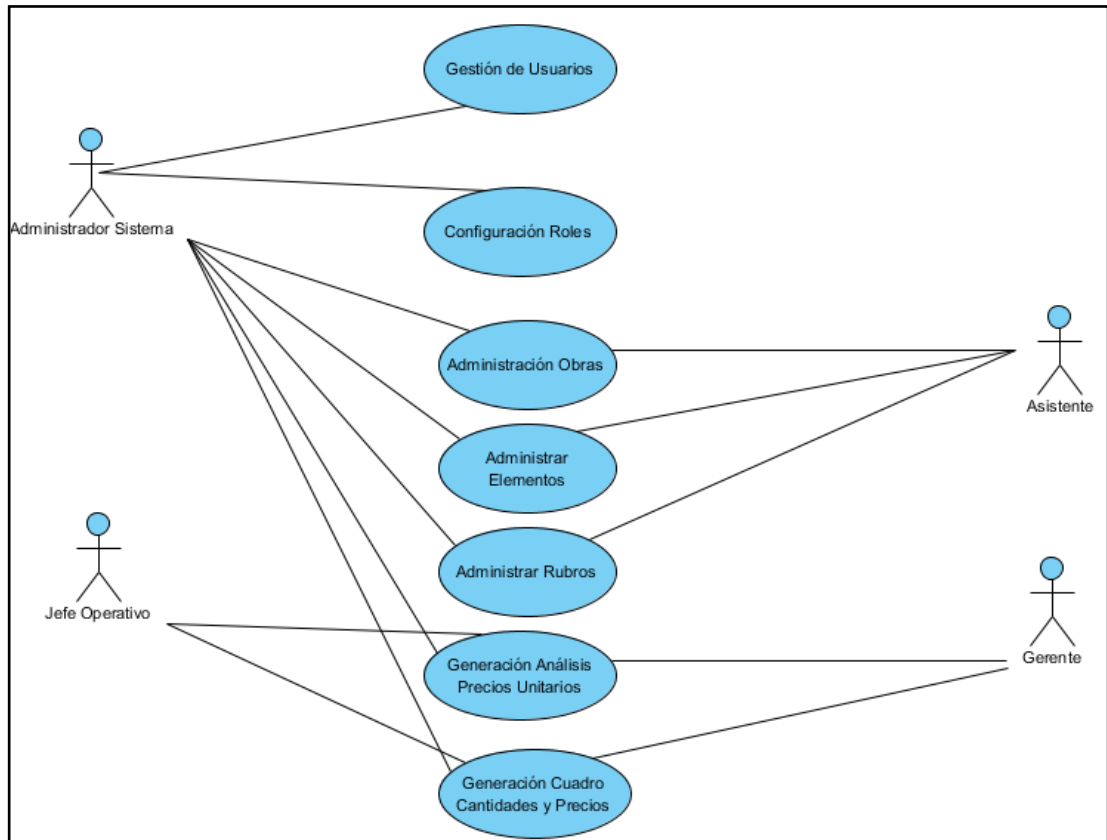 Gestión de Usuarios
Administrador Sistema
Configuración Roles
Administración Obras
Asistente
Administrar
Elementos
Administrar Rubros
Jefe Operativo
Generación Análisis
Precios Unitarios
Gerente
Generación Cuadro
Cantidades y Precios